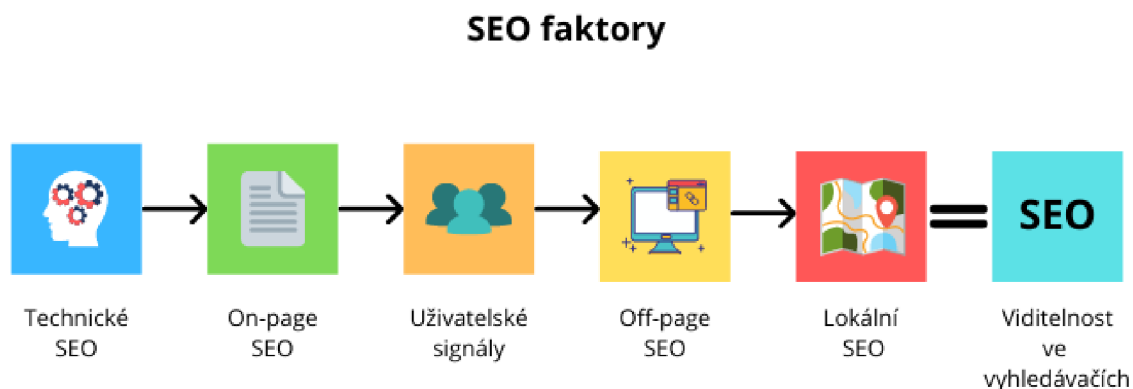 SEO faktory
SEO
Technické
SEO
On-page
SEO
Uživatelské
signály
Off-page
SEO
Lokální
SEO
Viditelnost
ve
vyhledávačích